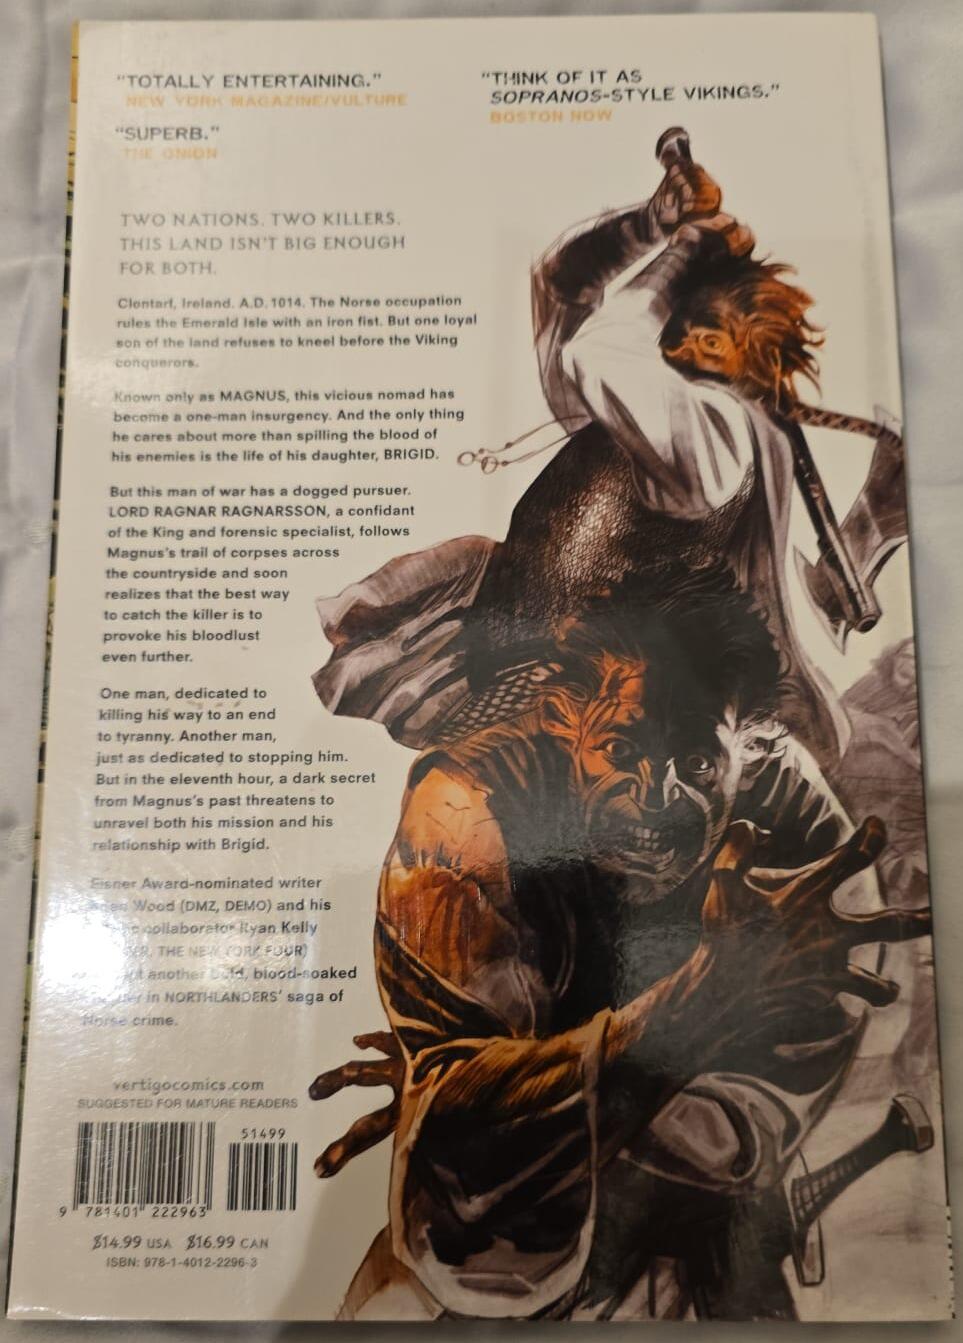 "TOTALLY ENTERTAINING."
NEW YORK MAGAZINE/VULTURE
"SUPERB."
THE ONION
"THINK OF IT AS
SOPRANOS-STYLE VIKINGS."
BOSTON NOW
TWO NATIONS. TWO KILLERS.
THIS LAND ISN'T BIG ENOUGH
FOR BOTH.
Clontarf, Ireland. A.D. 1014. The Norse occupation
rules the Emerald Isle with an iron fist. But one loyal
son of the land refuses to kneel before the Viking
conquerors.
Known only as MAGNUS, this vicious nomad has
become a one-man insurgency. And the only thing
he cares about more than spilling the blood of
his enemies is the life of his daughter, BRIGID.
But this man of war has a dogged pursuer.
LORD RAGNAR RAGNARSSON, a confidant
of the King and forensic specialist, follows
Magnus's trail of corpses across
the countryside and soon
realizes that the best way
to catch the killer is to
provoke his bloodlust
even further.
One man, dedicated to
killing his way to an end
to tyranny. Another man,
just as dedicated to stopping him.
But in the eleventh hour, a dark secret
from Magnus's past threatens to
unravel both his mission and his
relationship with Brigid.
Eisner Award-nominated writer
Wood (DMZ, DEMO) and his
collaborator Ryan Kelly
THE NEW YORK FOUR)
another bold, blood-soaked
in NORTHLANDERS' saga of
Norse crime.
vertigocomics.com
SUGGESTED FOR MATURE READERS
51499
9 781401 222963
$14.99 USA $16.99 CAN
ISBN: 978-1-4012-2296-3